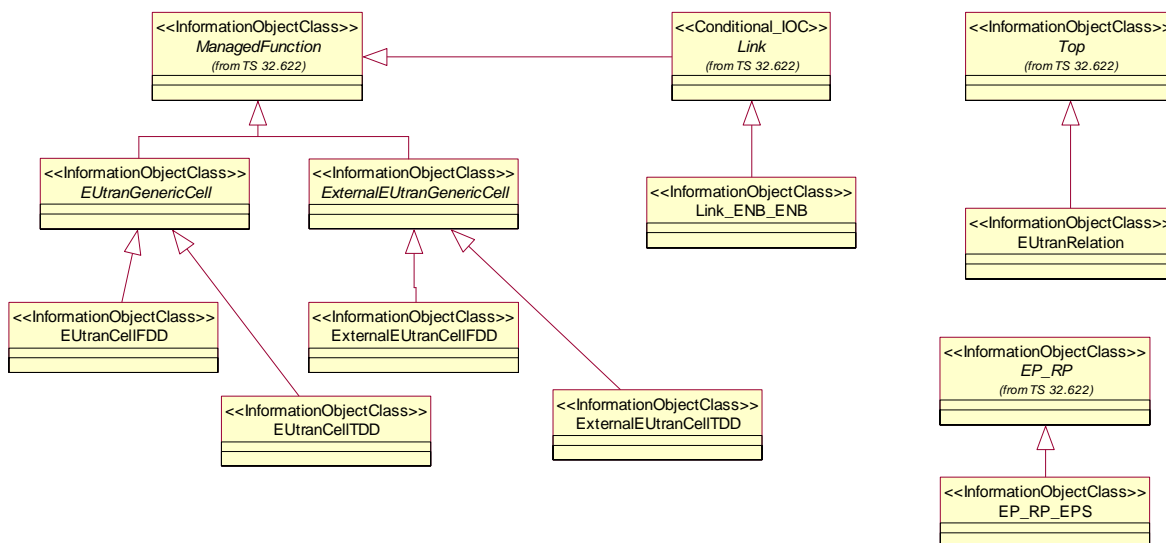 <<InformationObjectClass>>
ManagedFunction
(from TS 32.622)
<<Conditional_IOC>>
Link
(from TS 32.622)
<<InformationObjectClass>>
Top
(from TS 32.622)
<<InformationObjectClass>>
EUtranGenericCell
<<InformationObjectClass>>
ExternalEUtranGenericCell
<<InformationObjectClass>>
Link_ENB_ENB
<<InformationObjectClass>>
EUtranRelation
<<InformationObjectClass>>
EUtranCellFDD
<<InformationObjectClass>>
ExternalEUtranCellFDD
<<InformationObjectClass>>
EP_RP
(from TS 32.622)
<<InformationObjectClass>>
EUtranCellTDD
<<InformationObjectClass>>
ExternalEUtranCellTDD
<<InformationObjectClass>>
EP_RP_EPS